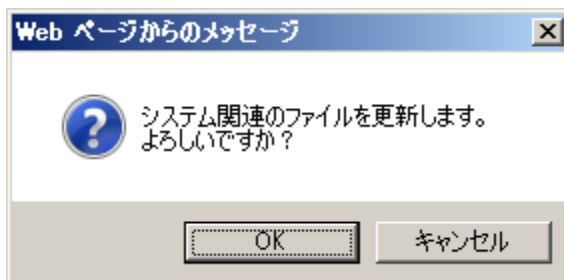 Web ページからのメッセージ
システム関連のファイルを更新します。
よろしいですか？
OK
キャンセル